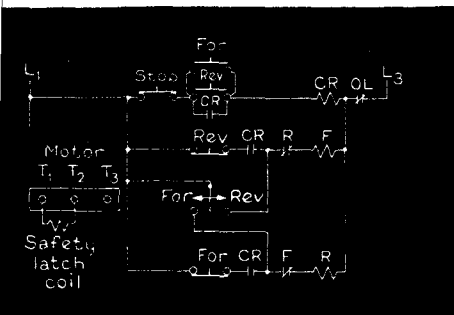 For
L1 Stop Rev CR OL L3
CR
Rev CR R F
Motor
T1 T2 T3
For Rev
Safety
latch
coil
For CR F R